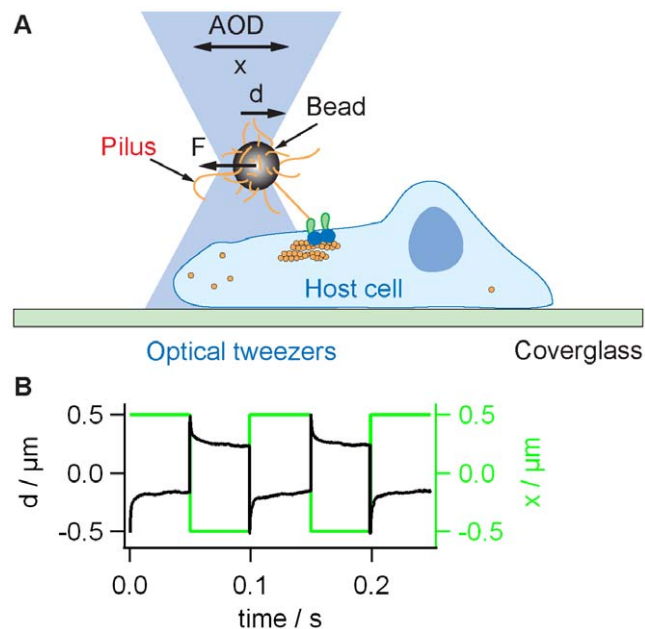 A
AOD
x
d
Bead
Pilus
F
Host cell
Optical tweezers
Coverglass
B
0.5
0.0
-0.5
d / µm
0.5
0.0
-0.5
x / µm
0.0
0.1
0.2
time / s